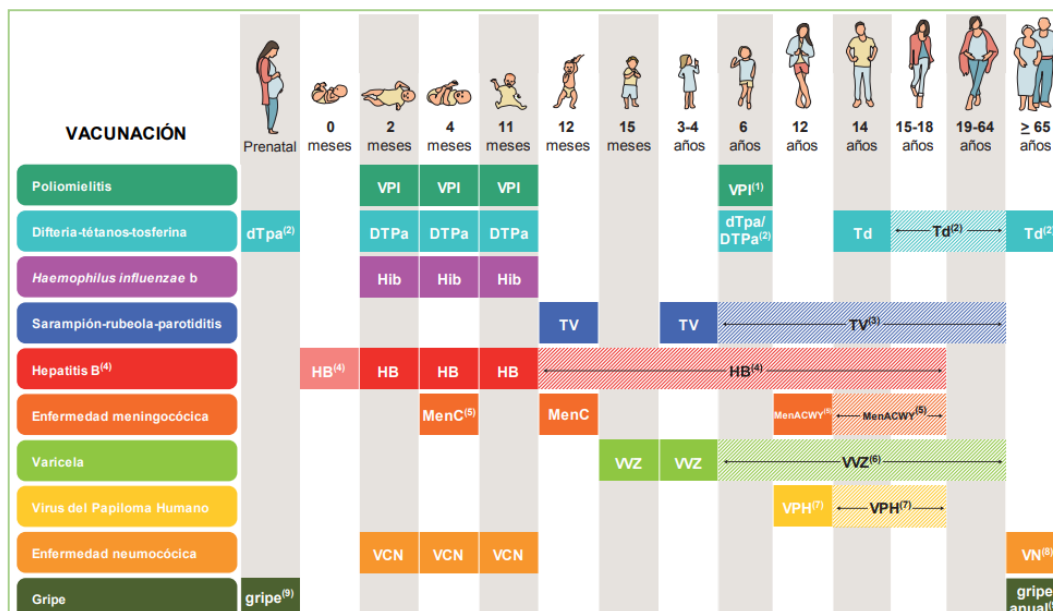 VACUNACIÓN
Prenatal
0 meses
2 meses
4 meses
11 meses
12 meses
15 meses
3-4 años
6 años
12 años
14 años
15-18 años
19-64 años
≥ 65 años
Poliomielitis VPI VPI VPI VPI(1)
Difteria-tétanos-tosferina dTpa(2) DTPa DTPa DTPa dTpa/DTPa(2) Td Td(2) Td(2)
Haemophilus influenzae b Hib Hib Hib
Sarampión-rubeola-parotiditis TV TV TV(3)
Hepatitis B(4) HB(4) HB HB HB HB(4)
Enfermedad meningocócica MenC(5) MenC MenACWY(5) MenACWY(5)
Varicela VVZ VVZ VVZ(6)
Virus del Papiloma Humano VPH(7) VPH(7)
Enfermedad neumocócica VCN VCN VCN VN(8)
Gripe gripe(9) gripe anual